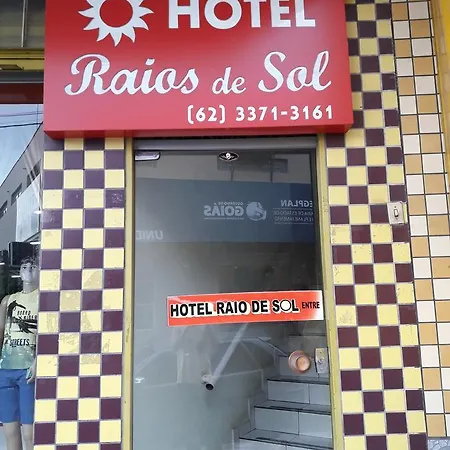 HOTEL
Raios de Sol
(62) 3371-3161
GOIÁS
HOTEL RAIO DE SOL ENTRE